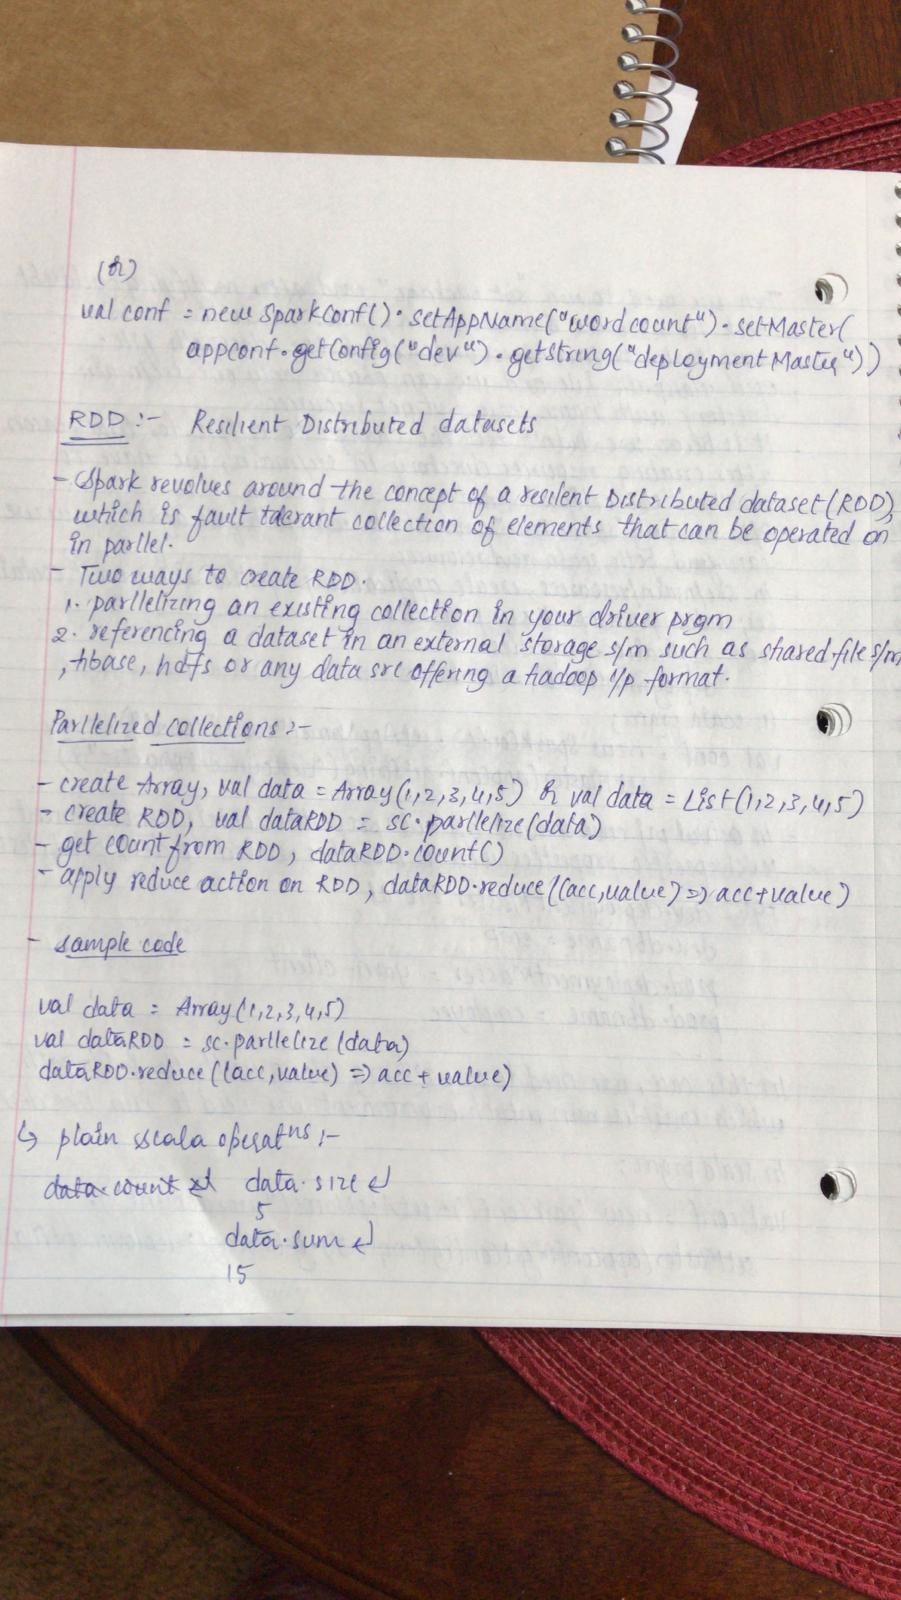 (or)
val conf = new SparkConf().setAppName("word count").setMaster(
appconf.getConfig("dev").getString("deploymentMaster"))
RDD :- Resilient Distributed datasets
- Spark revolves around the concept of a resilent Distributed dataset (RDD),
which is fault tolerant collection of elements that can be operated on
in parllel.
- Two ways to create RDD.
1. parllelizing an existing collection in your driver prgm
2. referencing a dataset in an external storage s/m such as shared file s/m
, hbase, hdfs or any data src offering a hadoop i/p format.
Parllelized collections :-
- create Array, val data = Array(1,2,3,4,5) or val data = List(1,2,3,4,5)
- create RDD, val dataRDD = sc.parllelize(data)
- get count from RDD, dataRDD.count()
- apply reduce action on RDD, dataRDD.reduce((acc,value) => acc+value)
- sample code
val data = Array(1,2,3,4,5)
val dataRDD = sc.parllelize(data)
dataRDD.reduce((acc,value) => acc + value)
↳ plain scala operatns :-
data.count ↵ data.size ↵
5
data.sum ↵
15